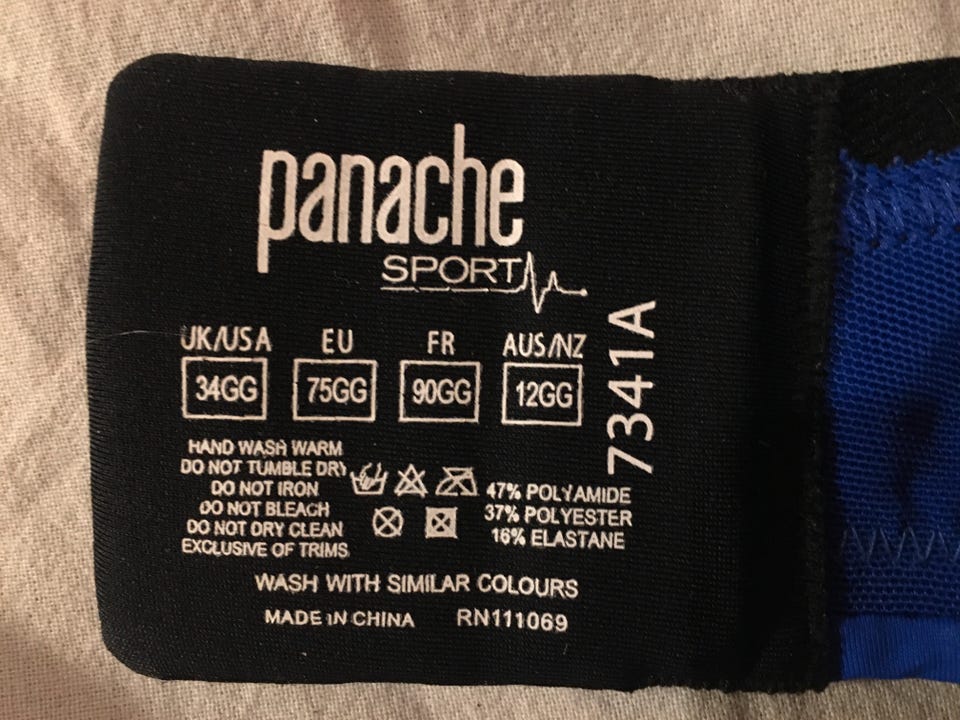 panache
SPORT
UK/USA EU FR AUS/NZ
34GG 75GG 90GG 12GG
7341A
HAND WASH WARM
DO NOT TUMBLE DRY
DO NOT IRON
DO NOT BLEACH
DO NOT DRY CLEAN
EXCLUSIVE OF TRIMS
47% POLYAMIDE
37% POLYESTER
16% ELASTANE
WASH WITH SIMILAR COLOURS
MADE IN CHINA RN111069